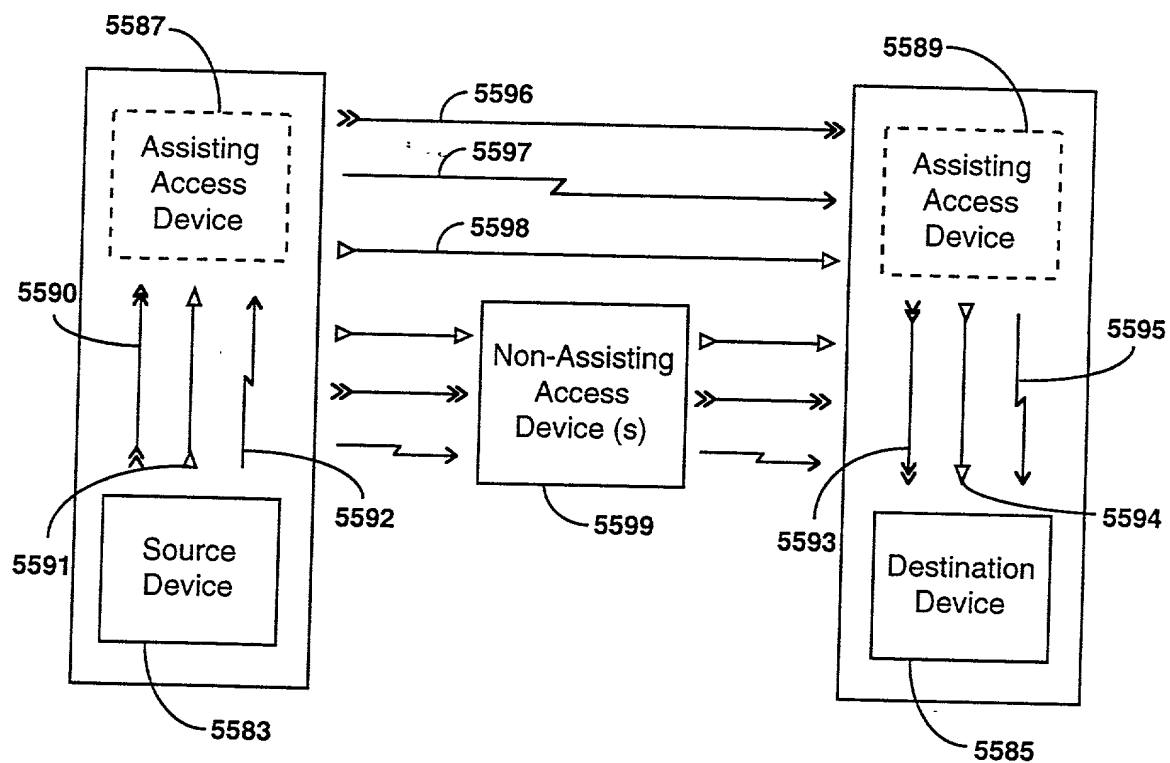 5587
5589
5596
Assisting
Access
Device
5597
Assisting
Access
Device
5598
5590
5595
Non-Assisting
Access
Device (s)
5592
5599
5593
5594
5591
Source
Device
Destination
Device
5583
5585